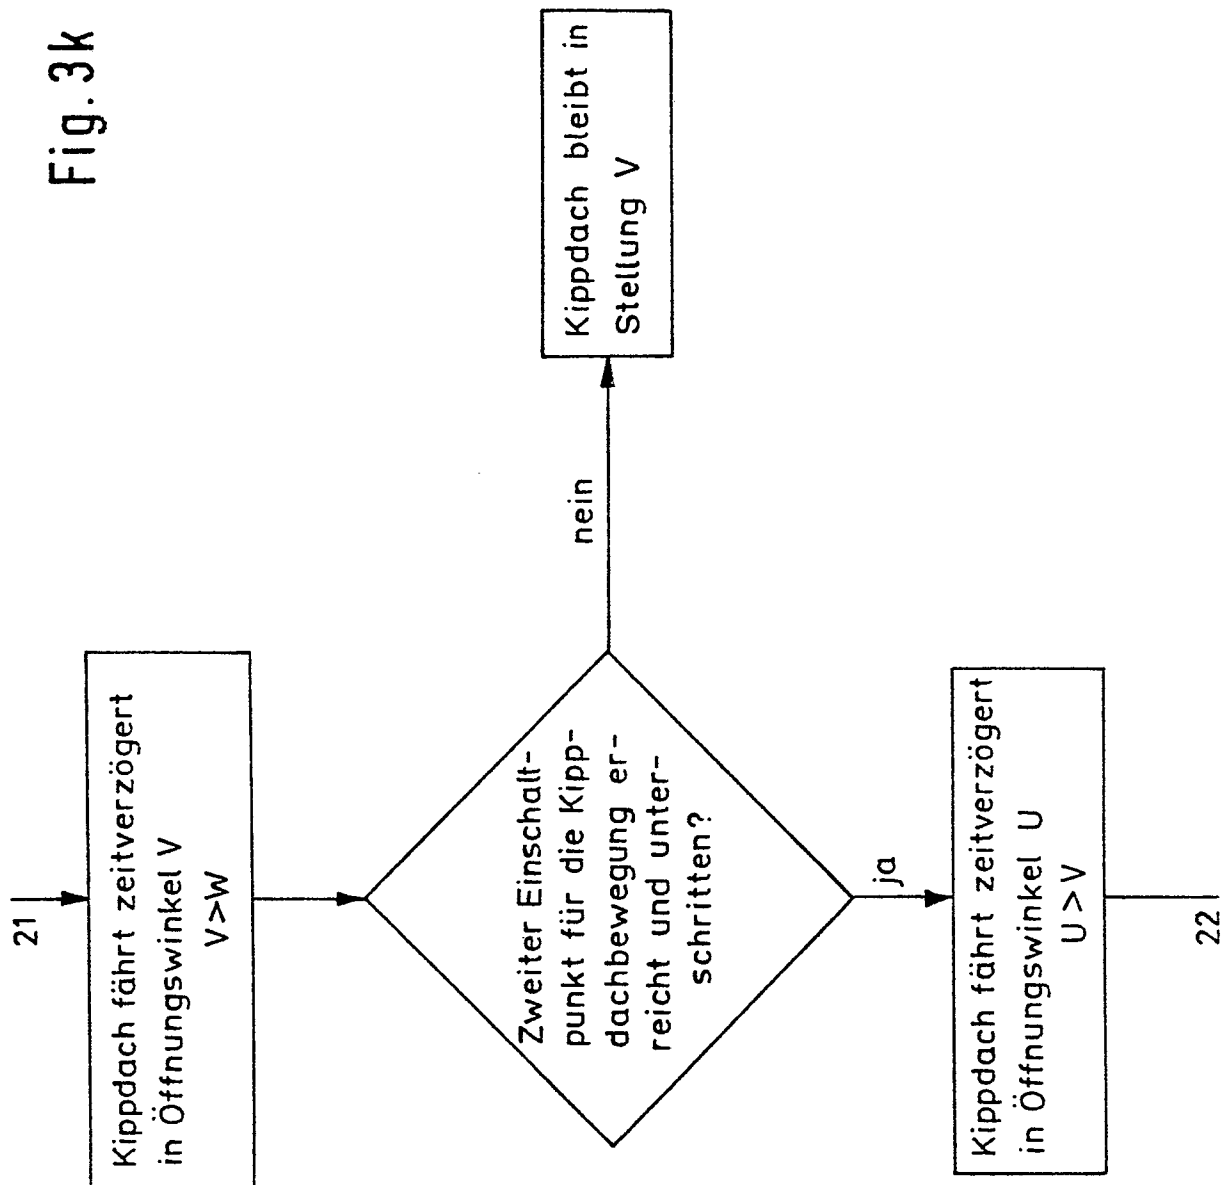 Fig. 3k
21
Kippdach fährt zeitverzögert
in Öffnungswinkel V
V>W
Zweiter Einschalt-
punkt für die Kipp-
dachbewegung er-
reicht und unter-
schritten?
nein
Kippdach bleibt in
Stellung V
ja
Kippdach fährt zeitverzögert
in Öffnungswinkel U
U>V
22